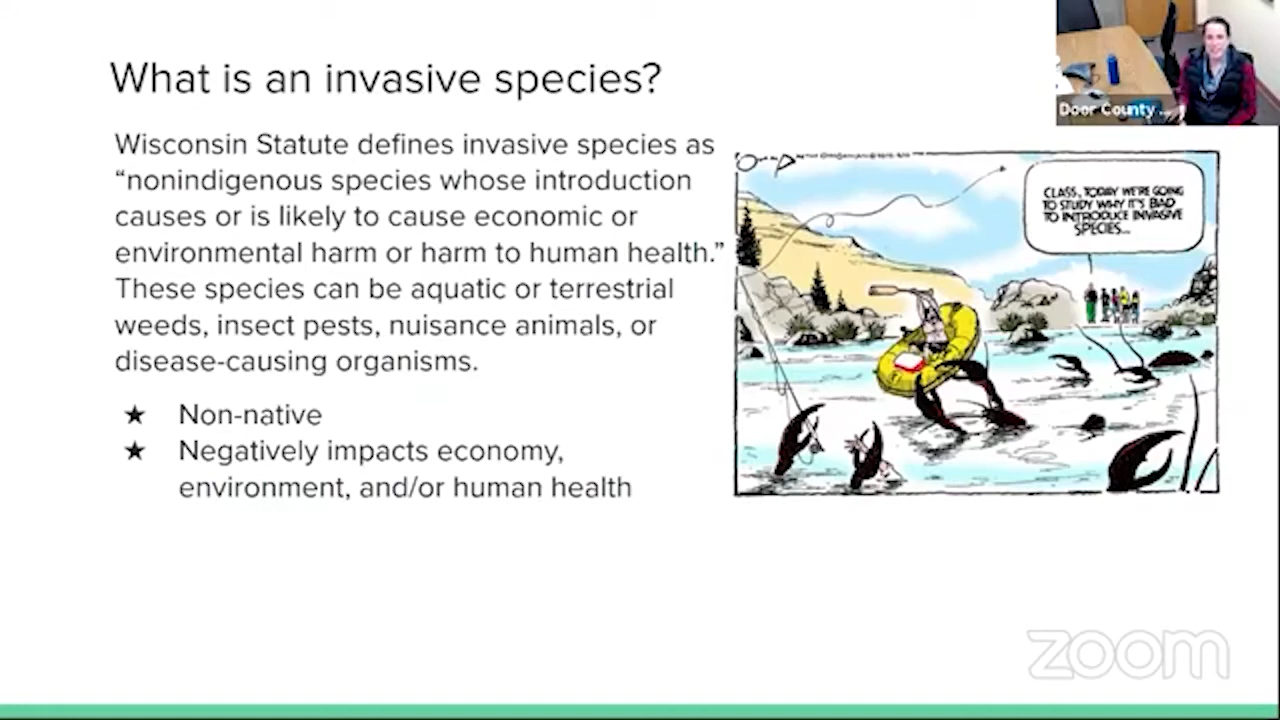 What is an invasive species?
Door County ...
Wisconsin Statute defines invasive species as
“nonindigenous species whose introduction
causes or is likely to cause economic or
environmental harm or harm to human health.”
These species can be aquatic or terrestrial
weeds, insect pests, nuisance animals, or
disease-causing organisms.
★ Non-native
★ Negatively impacts economy,
environment, and/or human health
CLASS, TODAY WE'RE GOING
TO STUDY WHY IT'S BAD
TO INTRODUCE INVASIVE
SPECIES...
zoom